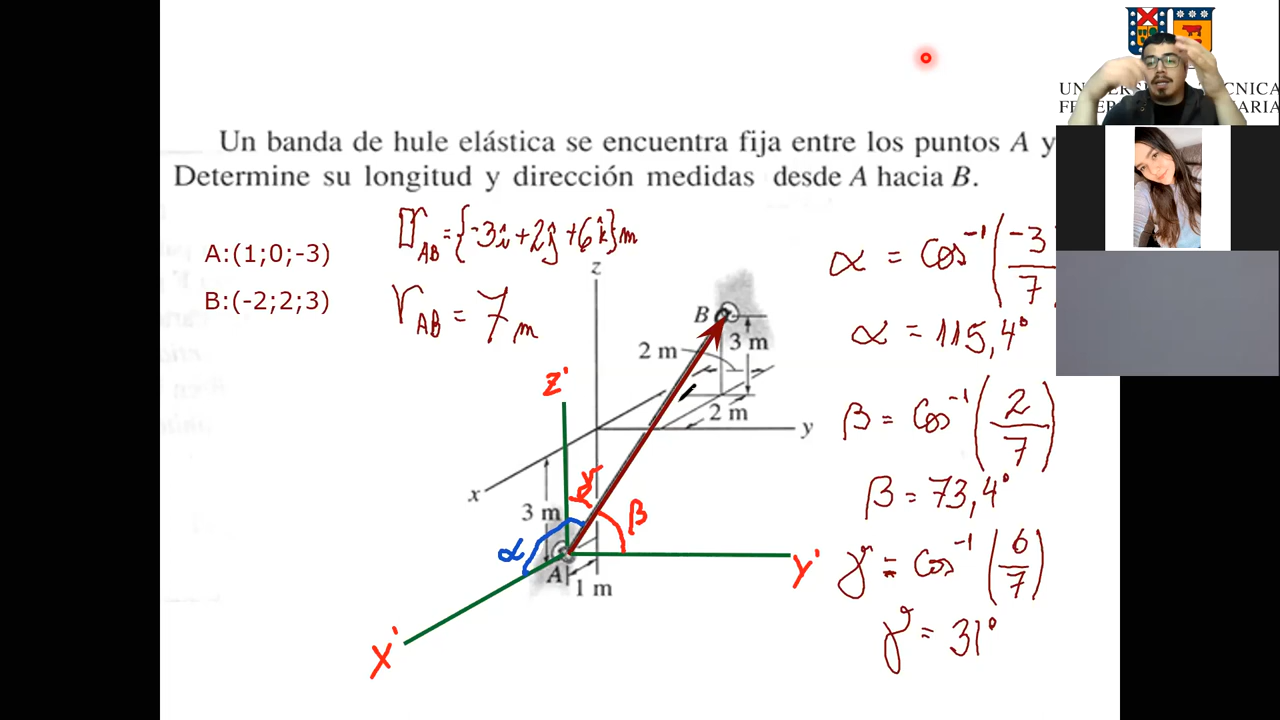 Un banda de hule elástica se encuentra fija entre los puntos A y
Determine su longitud y dirección medidas desde A hacia B.
A:(1;0;-3)
B:(-2;2;3)
r_AB = {-3î+2ĵ+6k̂}m
r_AB = 7 m
z
B
3 m
2 m
2 m
y
x
3 m
A
1 m
z'
γ
β
α
y'
x'
α = cos⁻¹(-3/7
α = 115,4°
β = cos⁻¹(2/7)
β = 73,4°
γ = cos⁻¹(6/7)
γ = 31°
TÉCNICA